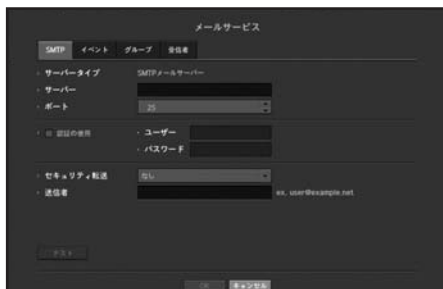 メールサービス
SMTP イベント グループ 受信者
サーバータイプ SMTPメールサーバー
サーバー
ポート 25
認証の使用 ユーザー
パスワード
セキュリティ転送 なし
送信者 ex. user@example.net
テスト
OK キャンセル